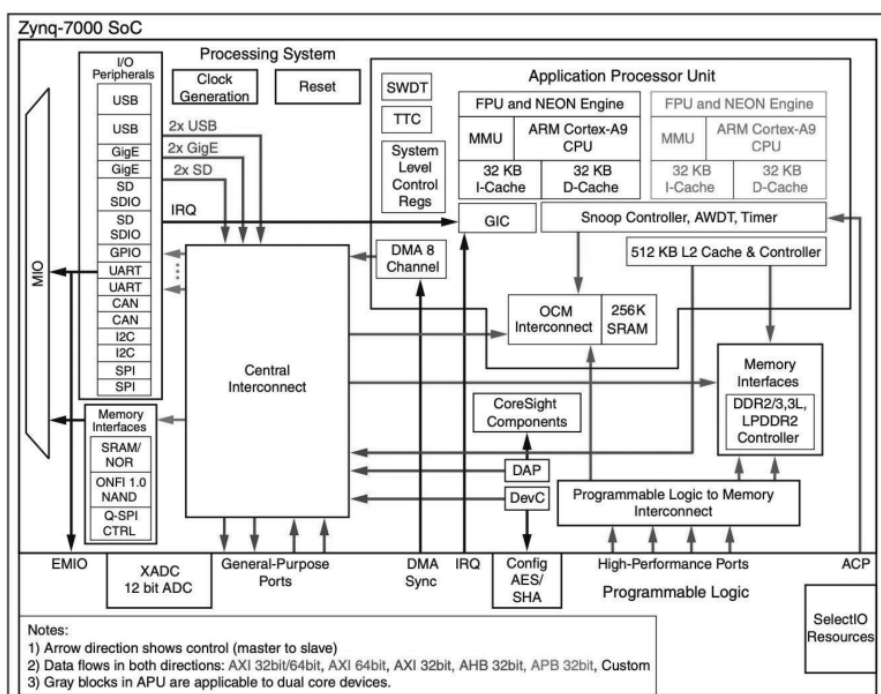 Zynq-7000 SoC
Processing System
I/O
Peripherals
USB
USB
GigE
GigE
SD
SDIO
SD
SDIO
GPIO
UART
UART
CAN
CAN
I2C
I2C
SPI
SPI
MIO
Clock
Generation
Reset
2x USB
2x GigE
2x SD
IRQ
SWDT
TTC
System
Level
Control
Regs
Application Processor Unit
FPU and NEON Engine
MMU
ARM Cortex-A9
CPU
32 KB
I-Cache
32 KB
D-Cache
FPU and NEON Engine
MMU
ARM Cortex-A9
CPU
32 KB
I-Cache
32 KB
D-Cache
GIC
Snoop Controller, AWDT, Timer
DMA 8
Channel
512 KB L2 Cache & Controller
OCM
Interconnect
256K
SRAM
Central
Interconnect
Memory
Interfaces
DDR2/3,3L,
LPDDR2
Controller
CoreSight
Components
DAP
DevC
Programmable Logic to Memory
Interconnect
Memory
Interfaces
SRAM/
NOR
ONFI 1.0
NAND
Q-SPI
CTRL
EMIO
XADC
12 bit ADC
General-Purpose
Ports
DMA
Sync
IRQ
Config
AES/
SHA
High-Performance Ports
ACP
Programmable Logic
SelectIO
Resources
Notes:
1) Arrow direction shows control (master to slave)
2) Data flows in both directions: AXI 32bit/64bit, AXI 64bit, AXI 32bit, AHB 32bit, APB 32bit, Custom
3) Gray blocks in APU are applicable to dual core devices.